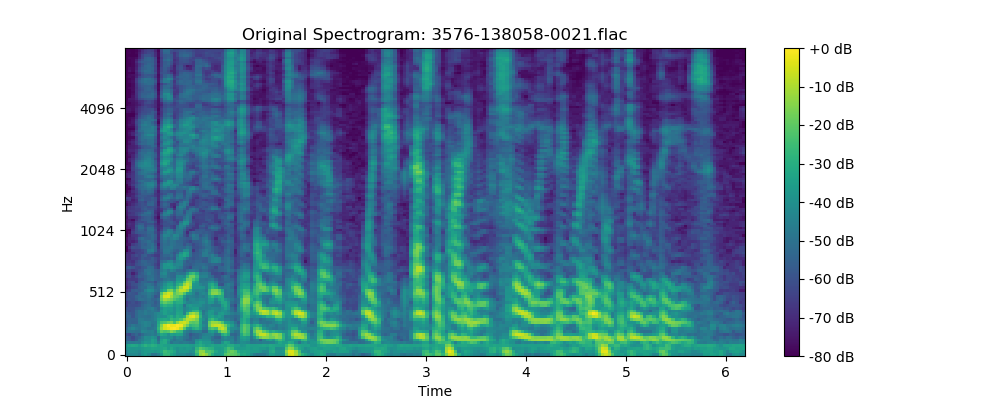 Original Spectrogram: 3576-138058-0021.flac
Hz
4096
2048
1024
512
0
0 1 2 3 4 5 6
Time
+0 dB
-10 dB
-20 dB
-30 dB
-40 dB
-50 dB
-60 dB
-70 dB
-80 dB